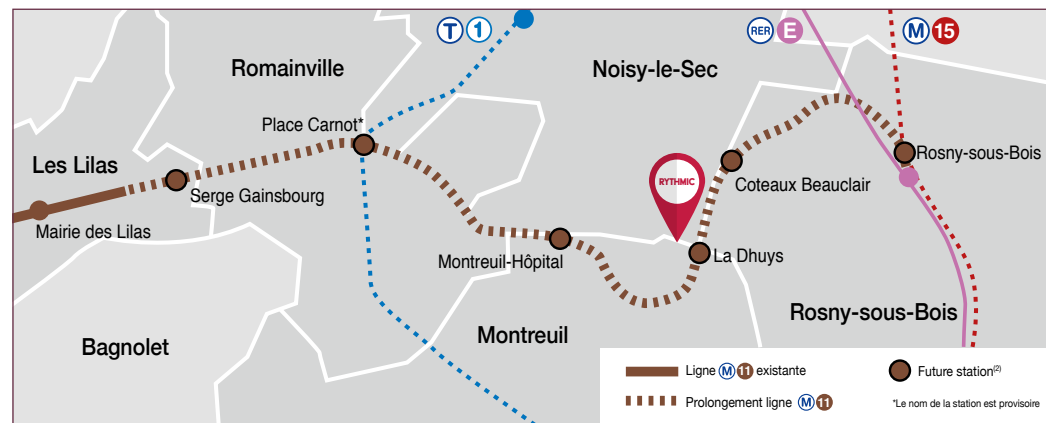 T 1
RER E
M 15
Romainville
Noisy-le-Sec
Place Carnot*
Les Lilas
Rosny-sous-Bois
Serge Gainsbourg
RYTHMIC
Coteaux Beauclair
Mairie des Lilas
Montreuil-Hôpital
La Dhuys
Bagnolet
Montreuil
Rosny-sous-Bois
Ligne M 11 existante
Future station(2)
Prolongement ligne M 11
*Le nom de la station est provisoire